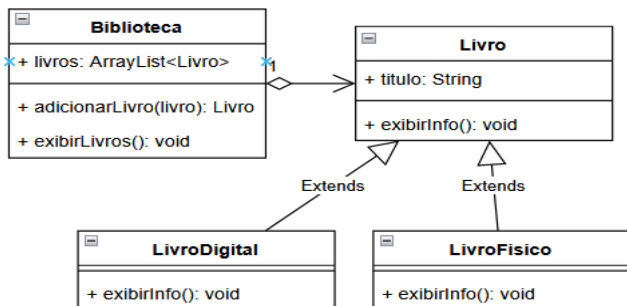 Biblioteca
+ livros: ArrayList<Livro>
+ adicionarLivro(livro): Livro
+ exibirLivros(): void
1
Livro
+ titulo: String
+ exibirInfo(): void
Extends
Extends
LivroDigital
+ exibirInfo(): void
LivroFisico
+ exibirInfo(): void